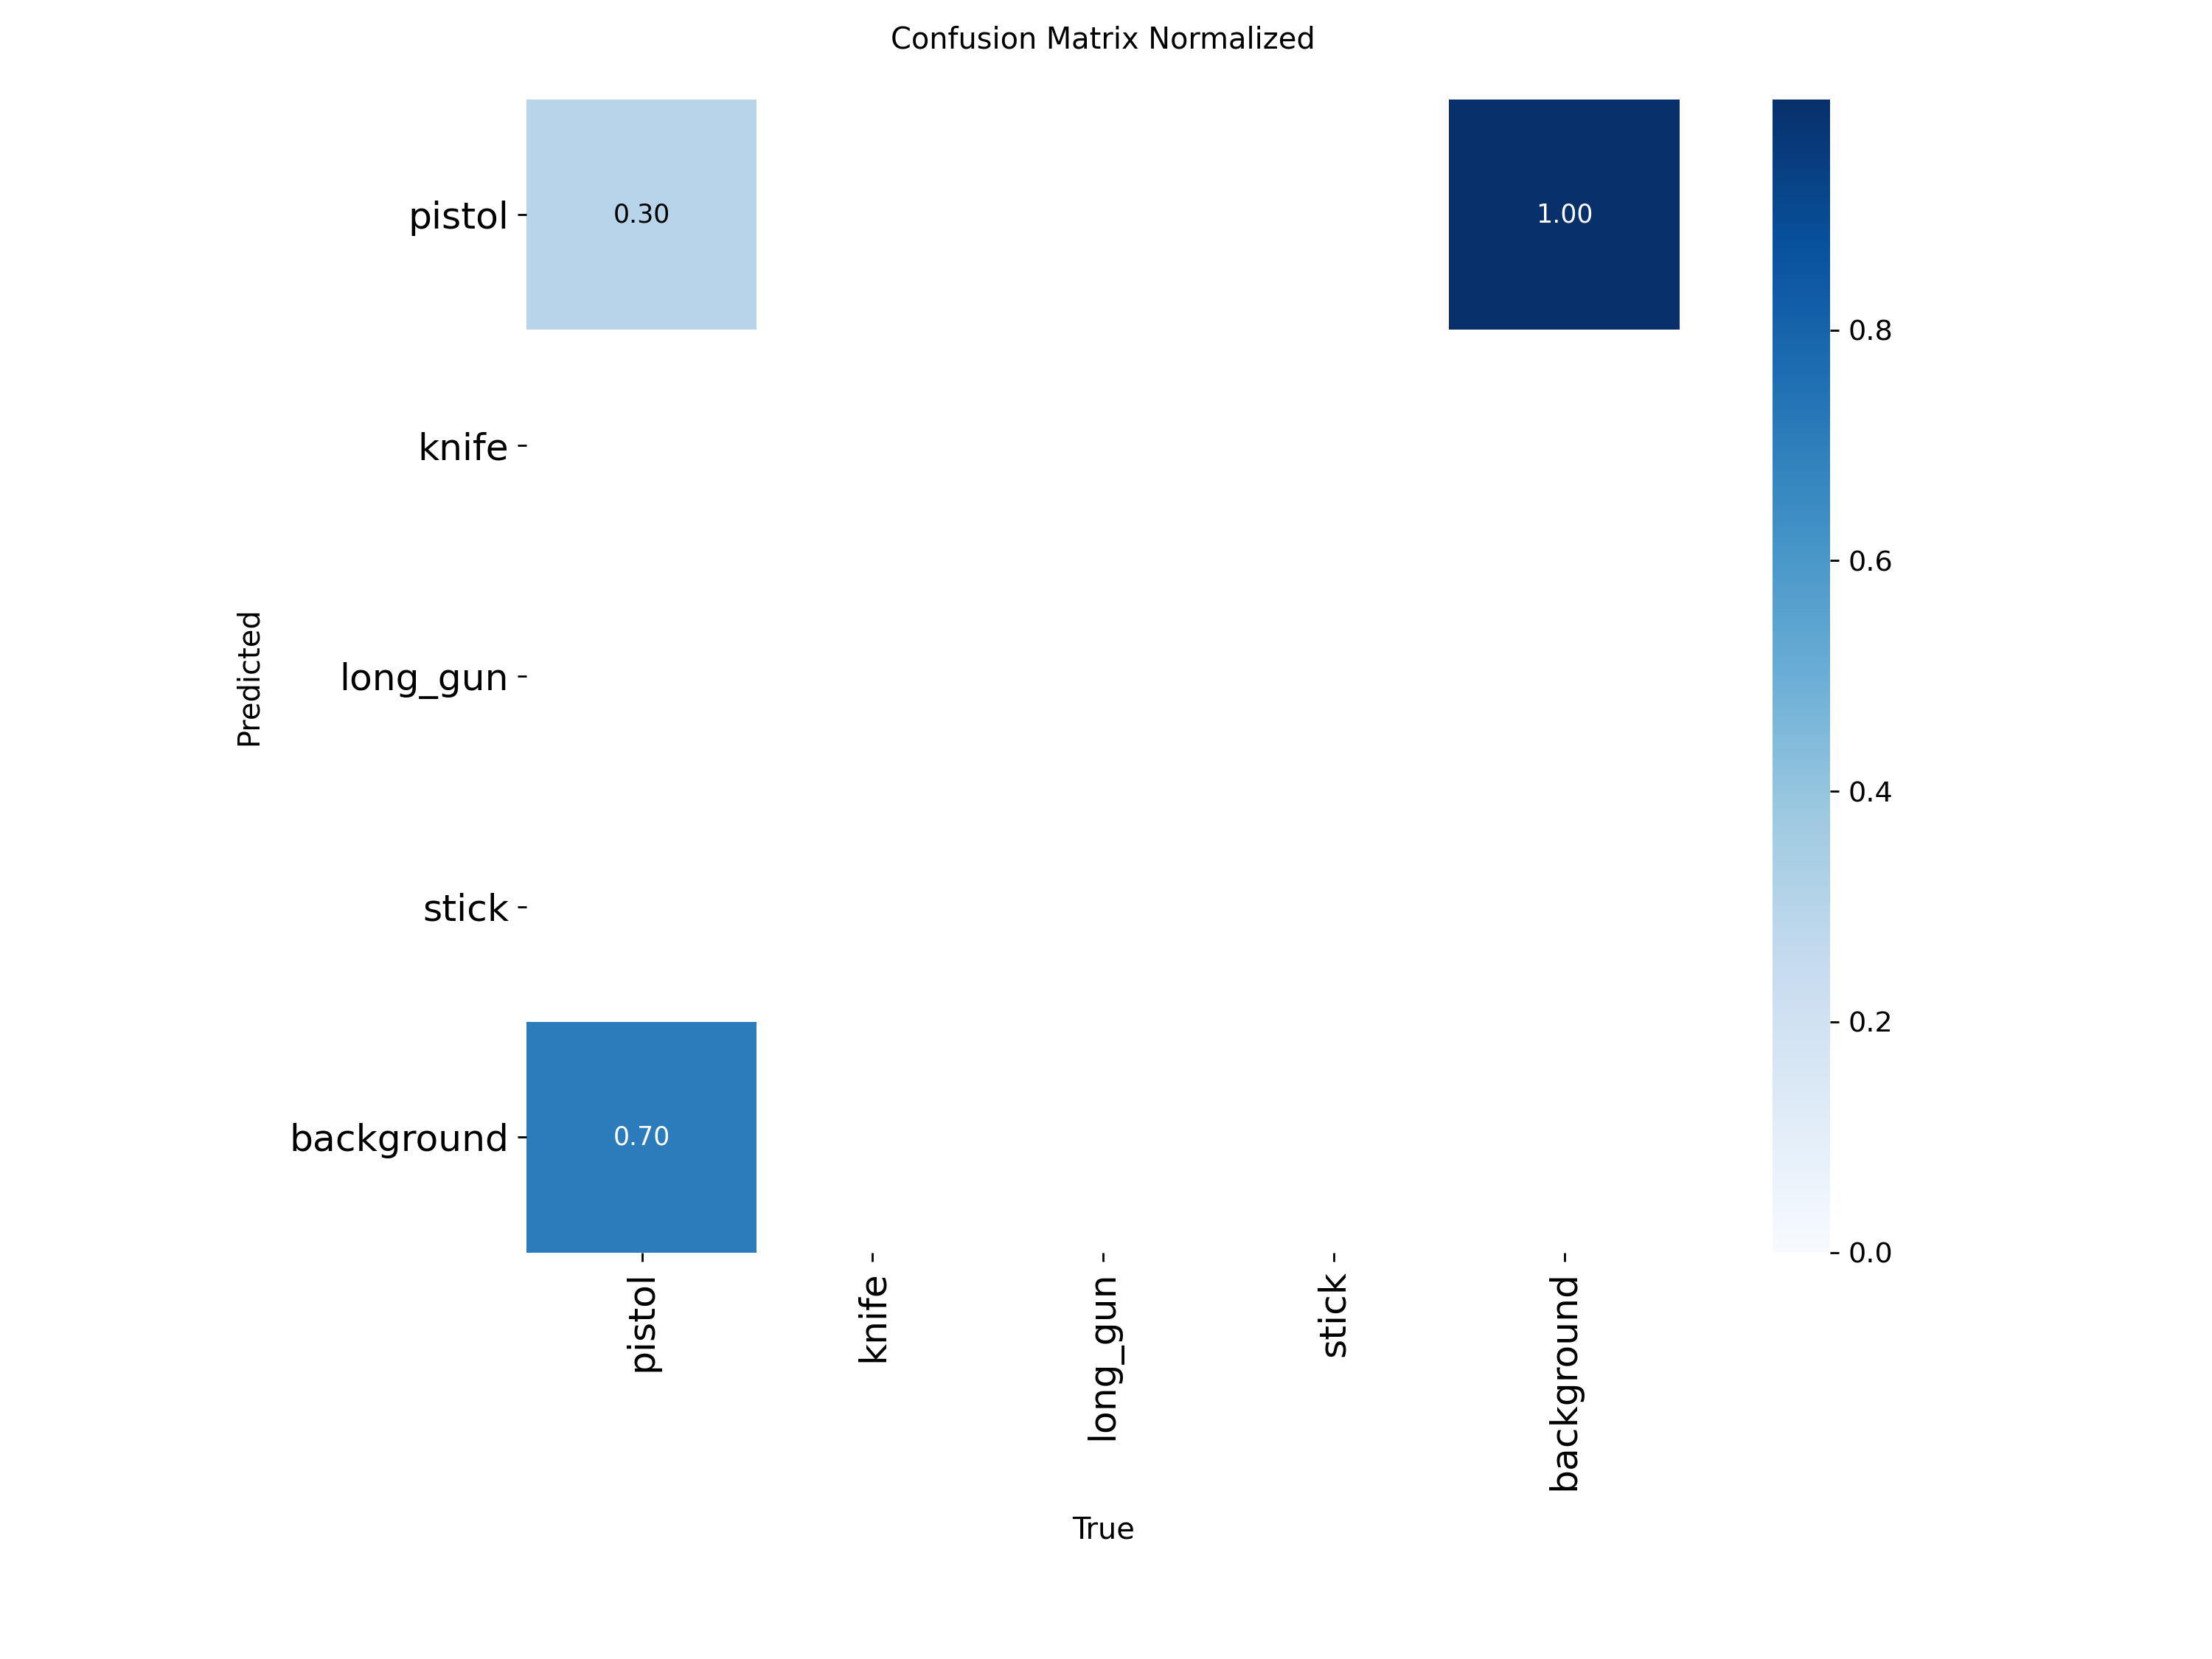 Confusion Matrix Normalized
pistol
0.30
1.00
knife
long_gun
stick
background
0.70
Predicted
pistol
knife
long_gun
stick
background
True
0.8
0.6
0.4
0.2
0.0